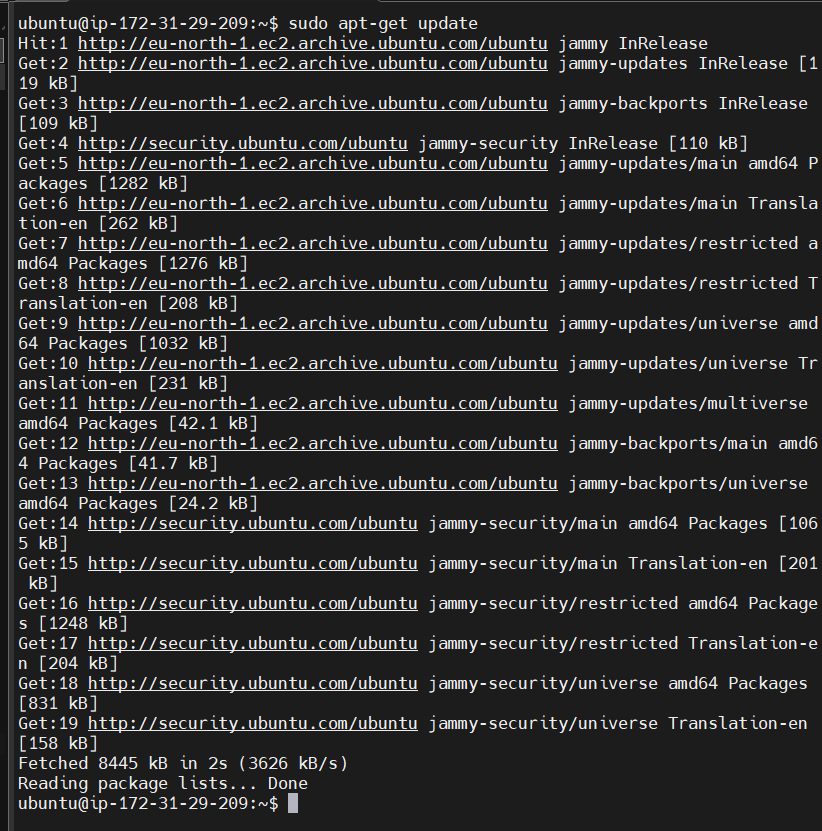 ubuntu@ip-172-31-29-209:~$ sudo apt-get update
Hit:1 http://eu-north-1.ec2.archive.ubuntu.com/ubuntu jammy InRelease
Get:2 http://eu-north-1.ec2.archive.ubuntu.com/ubuntu jammy-updates InRelease [1
19 kB]
Get:3 http://eu-north-1.ec2.archive.ubuntu.com/ubuntu jammy-backports InRelease
[109 kB]
Get:4 http://security.ubuntu.com/ubuntu jammy-security InRelease [110 kB]
Get:5 http://eu-north-1.ec2.archive.ubuntu.com/ubuntu jammy-updates/main amd64 P
ackages [1282 kB]
Get:6 http://eu-north-1.ec2.archive.ubuntu.com/ubuntu jammy-updates/main Transla
tion-en [262 kB]
Get:7 http://eu-north-1.ec2.archive.ubuntu.com/ubuntu jammy-updates/restricted a
md64 Packages [1276 kB]
Get:8 http://eu-north-1.ec2.archive.ubuntu.com/ubuntu jammy-updates/restricted T
ranslation-en [208 kB]
Get:9 http://eu-north-1.ec2.archive.ubuntu.com/ubuntu jammy-updates/universe amd
64 Packages [1032 kB]
Get:10 http://eu-north-1.ec2.archive.ubuntu.com/ubuntu jammy-updates/universe Tr
anslation-en [231 kB]
Get:11 http://eu-north-1.ec2.archive.ubuntu.com/ubuntu jammy-updates/multiverse
amd64 Packages [42.1 kB]
Get:12 http://eu-north-1.ec2.archive.ubuntu.com/ubuntu jammy-backports/main amd6
4 Packages [41.7 kB]
Get:13 http://eu-north-1.ec2.archive.ubuntu.com/ubuntu jammy-backports/universe
amd64 Packages [24.2 kB]
Get:14 http://security.ubuntu.com/ubuntu jammy-security/main amd64 Packages [106
5 kB]
Get:15 http://security.ubuntu.com/ubuntu jammy-security/main Translation-en [201
 kB]
Get:16 http://security.ubuntu.com/ubuntu jammy-security/restricted amd64 Package
s [1248 kB]
Get:17 http://security.ubuntu.com/ubuntu jammy-security/restricted Translation-e
n [204 kB]
Get:18 http://security.ubuntu.com/ubuntu jammy-security/universe amd64 Packages
[831 kB]
Get:19 http://security.ubuntu.com/ubuntu jammy-security/universe Translation-en
[158 kB]
Fetched 8445 kB in 2s (3626 kB/s)
Reading package lists... Done
ubuntu@ip-172-31-29-209:~$